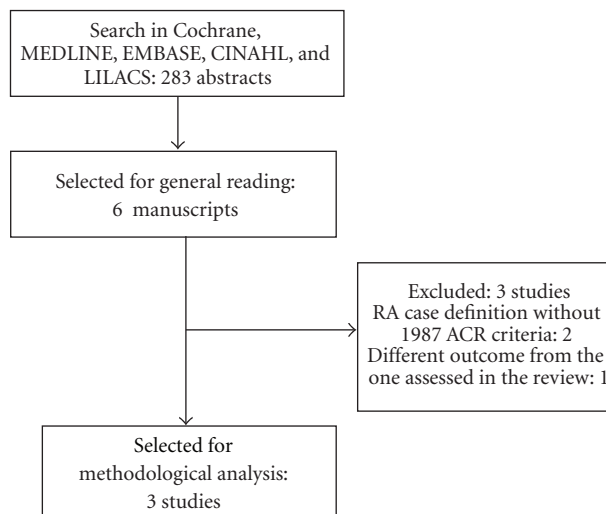 Search in Cochrane,
MEDLINE, EMBASE, CINAHL, and
LILACS: 283 abstracts
Selected for general reading:
6 manuscripts
Excluded: 3 studies
RA case definition without
1987 ACR criteria: 2
Different outcome from the
one assessed in the review: 1
Selected for
methodological analysis:
3 studies